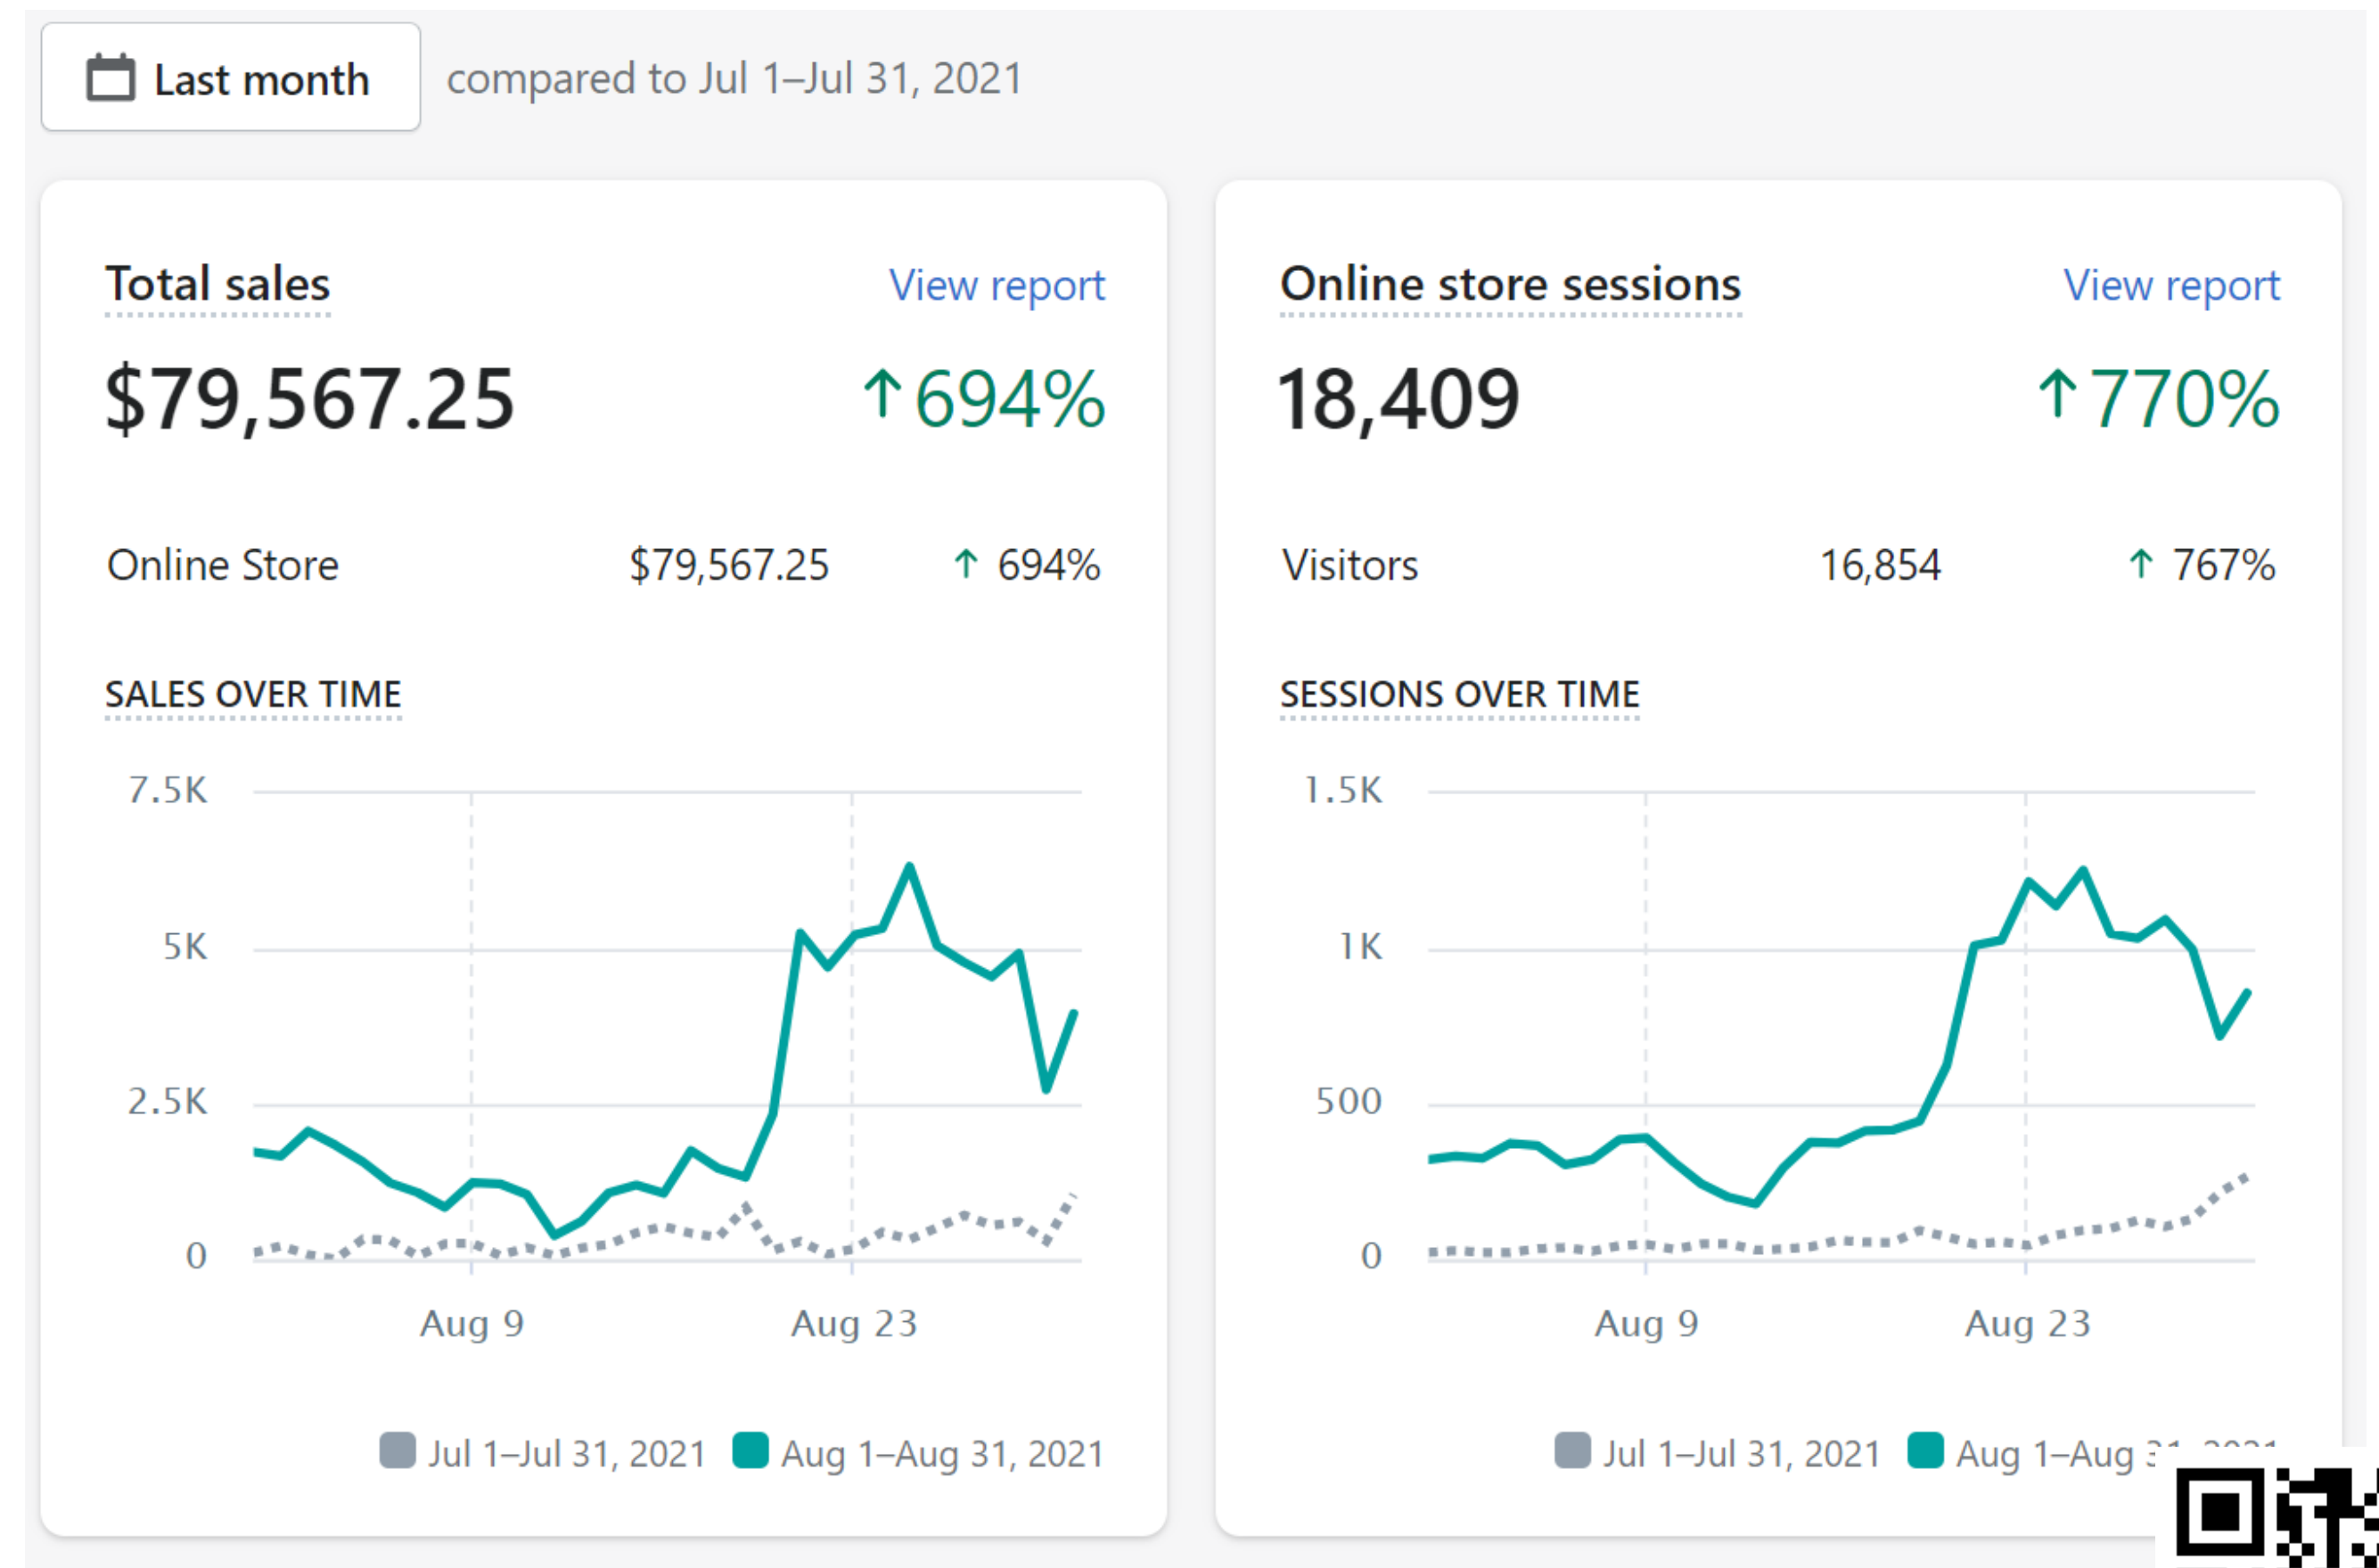 Last month compared to Jul 1–Jul 31, 2021
Total sales View report
$79,567.25 ↑694%
Online Store $79,567.25 ↑ 694%
SALES OVER TIME
7.5K
5K
2.5K
0
Aug 9 Aug 23
Jul 1–Jul 31, 2021 Aug 1–Aug 31, 2021
Online store sessions View report
18,409 ↑770%
Visitors 16,854 ↑ 767%
SESSIONS OVER TIME
1.5K
1K
500
0
Aug 9 Aug 23
Jul 1–Jul 31, 2021 Aug 1–Aug 31, 2021